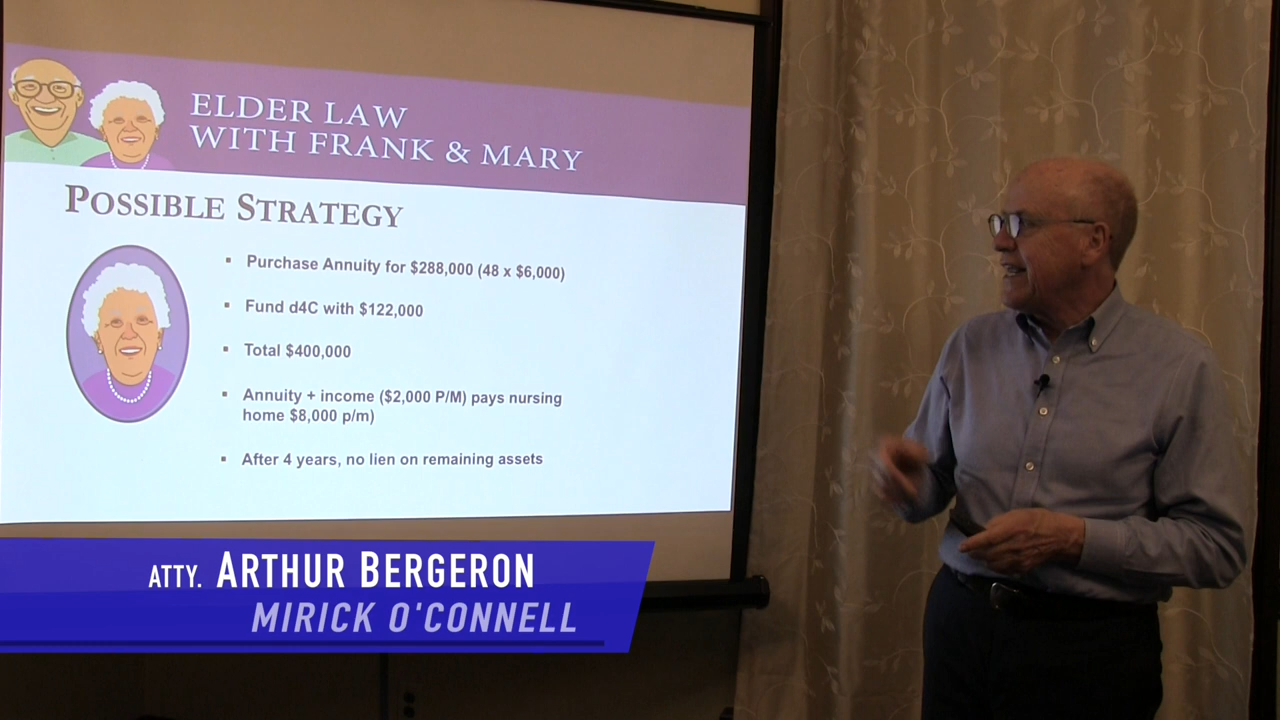 ELDER LAW
WITH FRANK & MARY
POSSIBLE STRATEGY
▪ Purchase Annuity for $288,000 (48 x $6,000)
▪ Fund d4C with $122,000
▪ Total $400,000
▪ Annuity + income ($2,000 P/M) pays nursing
home $8,000 p/m)
▪ After 4 years, no lien on remaining assets
ATTY. ARTHUR BERGERON
MIRICK O'CONNELL